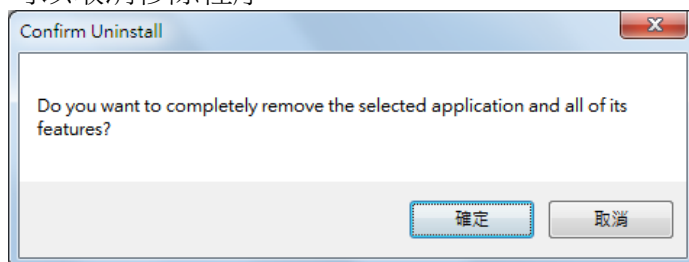 Confirm Uninstall
Do you want to completely remove the selected application and all of its
features?
確定
取消